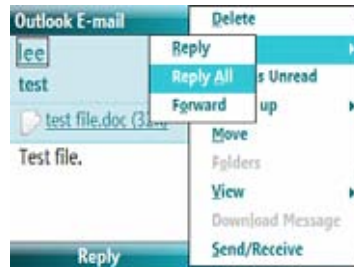 Outlook E-mail
lee
test
test file.doc (32
Test file.
Reply
Reply
Reply All
Forward
Delete
s Unread
up
Move
Folders
View
Download Message
Send/Receive